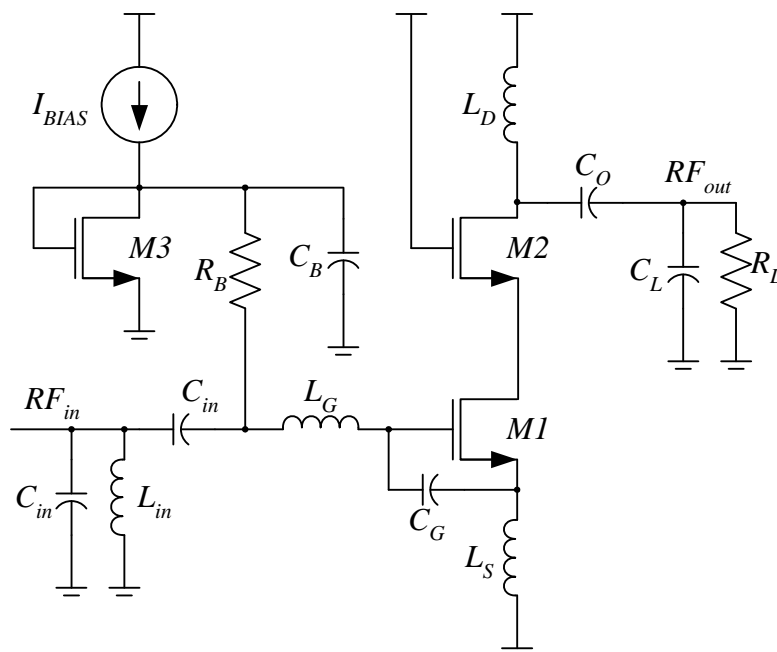 L_D
I_BIAS
C_O
RF_out
M3
R_B
C_B
M2
C_L
R_L
RF_in
C_in
L_G
M1
C_in
L_in
C_G
L_S